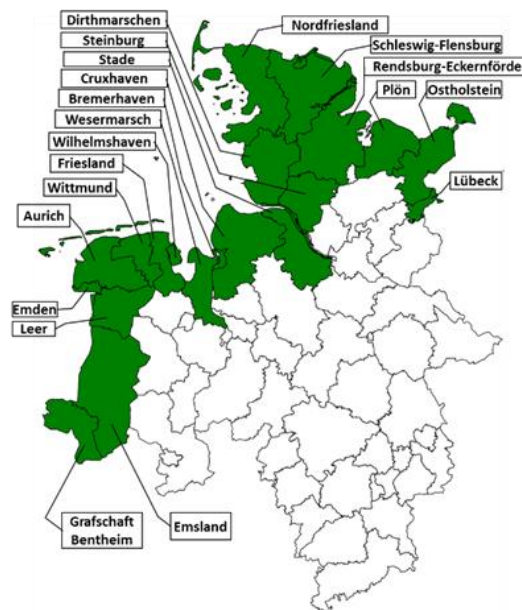 Dirthmarschen
Steinburg
Stade
Cruxhaven
Bremerhaven
Wesermarsch
Wilhelmshaven
Friesland
Wittmund
Aurich
Emden
Leer
Grafschaft
Bentheim
Emsland
Nordfriesland
Schleswig-Flensburg
Rendsburg-Eckernförde
Plön
Ostholstein
Lübeck